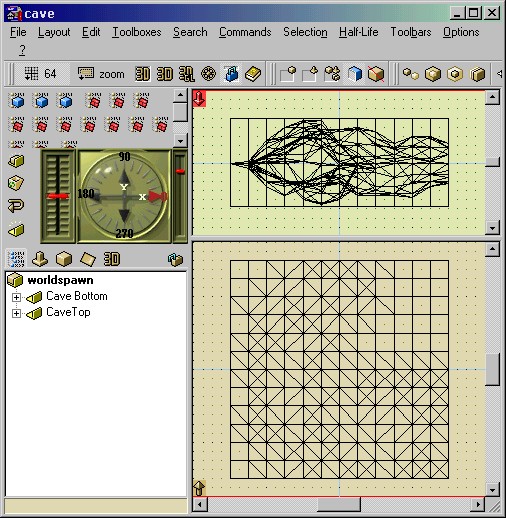 cave
File Layout Edit Toolboxes Search Commands Selection Half-Life Toolbars Options
?
64 zoom 3D 3D 3D
90
180 Y X
270
3D
worldspawn
Cave Bottom
CaveTop